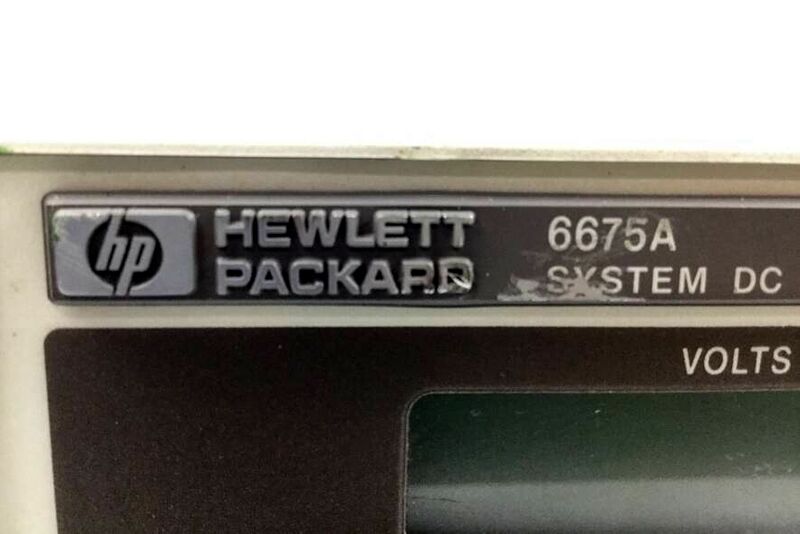 hp HEWLETT PACKARD
6675A
SYSTEM DC
VOLTS